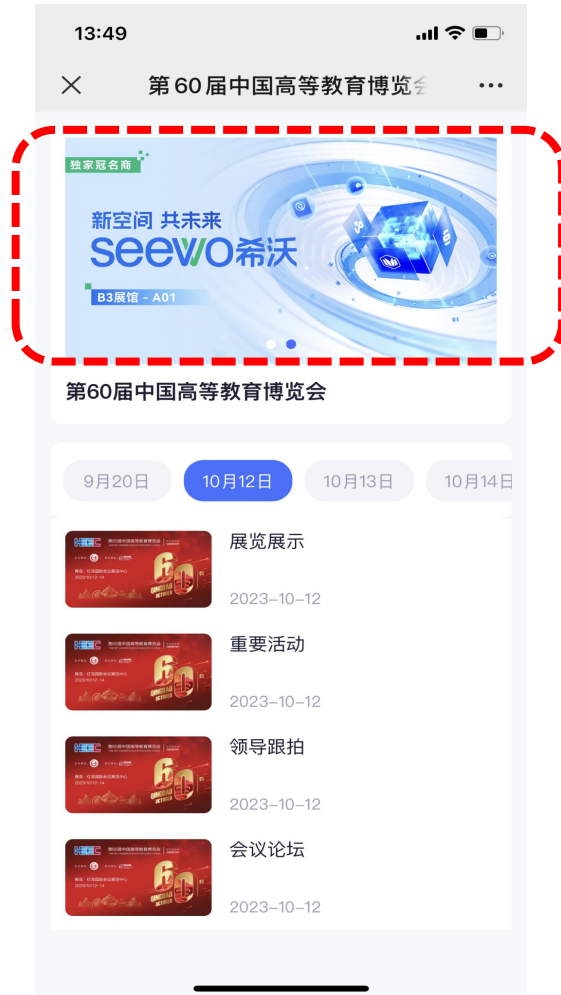 13:49
第60届中国高等教育博览会
独家冠名商
新空间 共未来
seewo希沃
B3展馆 - A01
第60届中国高等教育博览会
9月20日
10月12日
10月13日
10月14日
展览展示
2023-10-12
重要活动
2023-10-12
领导跟拍
2023-10-12
会议论坛
2023-10-12